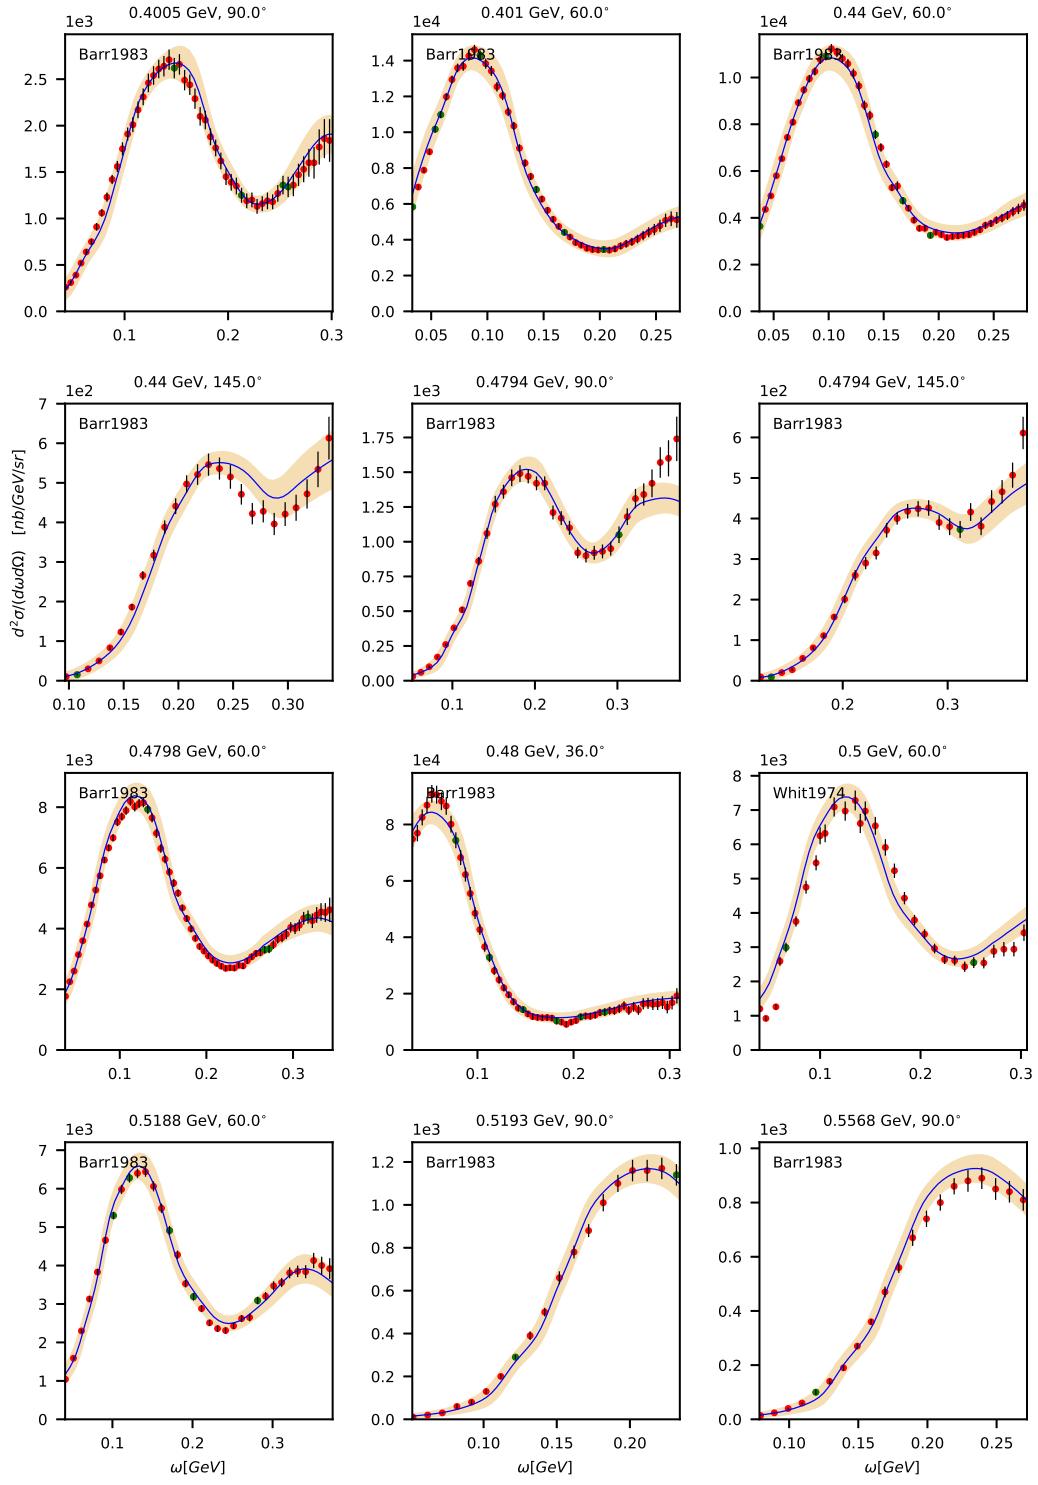 0.4005 GeV, 90.0°
1e3
Barr1983
2.5
2.0
1.5
1.0
0.5
0.0
0.1 0.2 0.3
0.401 GeV, 60.0°
1e4
Barr1983
1.4
1.2
1.0
0.8
0.6
0.4
0.2
0.0
0.05 0.10 0.15 0.20 0.25
0.44 GeV, 60.0°
1e4
Barr1983
1.0
0.8
0.6
0.4
0.2
0.0
0.05 0.10 0.15 0.20 0.25
0.44 GeV, 145.0°
1e2
Barr1983
7
6
5
4
3
2
1
0
0.10 0.15 0.20 0.25 0.30
d²σ/(dωdΩ) [nb/GeV/sr]
0.4794 GeV, 90.0°
1e3
Barr1983
1.75
1.50
1.25
1.00
0.75
0.50
0.25
0.00
0.1 0.2 0.3
0.4794 GeV, 145.0°
1e2
Barr1983
6
5
4
3
2
1
0
0.2 0.3
0.4798 GeV, 60.0°
1e3
Barr1983
8
6
4
2
0
0.1 0.2 0.3
0.48 GeV, 36.0°
1e4
Barr1983
8
6
4
2
0
0.1 0.2 0.3
0.5 GeV, 60.0°
1e3
Whit1974
8
7
6
5
4
3
2
1
0
0.1 0.2 0.3
0.5188 GeV, 60.0°
1e3
Barr1983
7
6
5
4
3
2
1
0
0.1 0.2 0.3
ω[GeV]
0.5193 GeV, 90.0°
1e3
Barr1983
1.2
1.0
0.8
0.6
0.4
0.2
0.0
0.10 0.15 0.20
ω[GeV]
0.5568 GeV, 90.0°
1e3
Barr1983
1.0
0.8
0.6
0.4
0.2
0.0
0.10 0.15 0.20 0.25
ω[GeV]